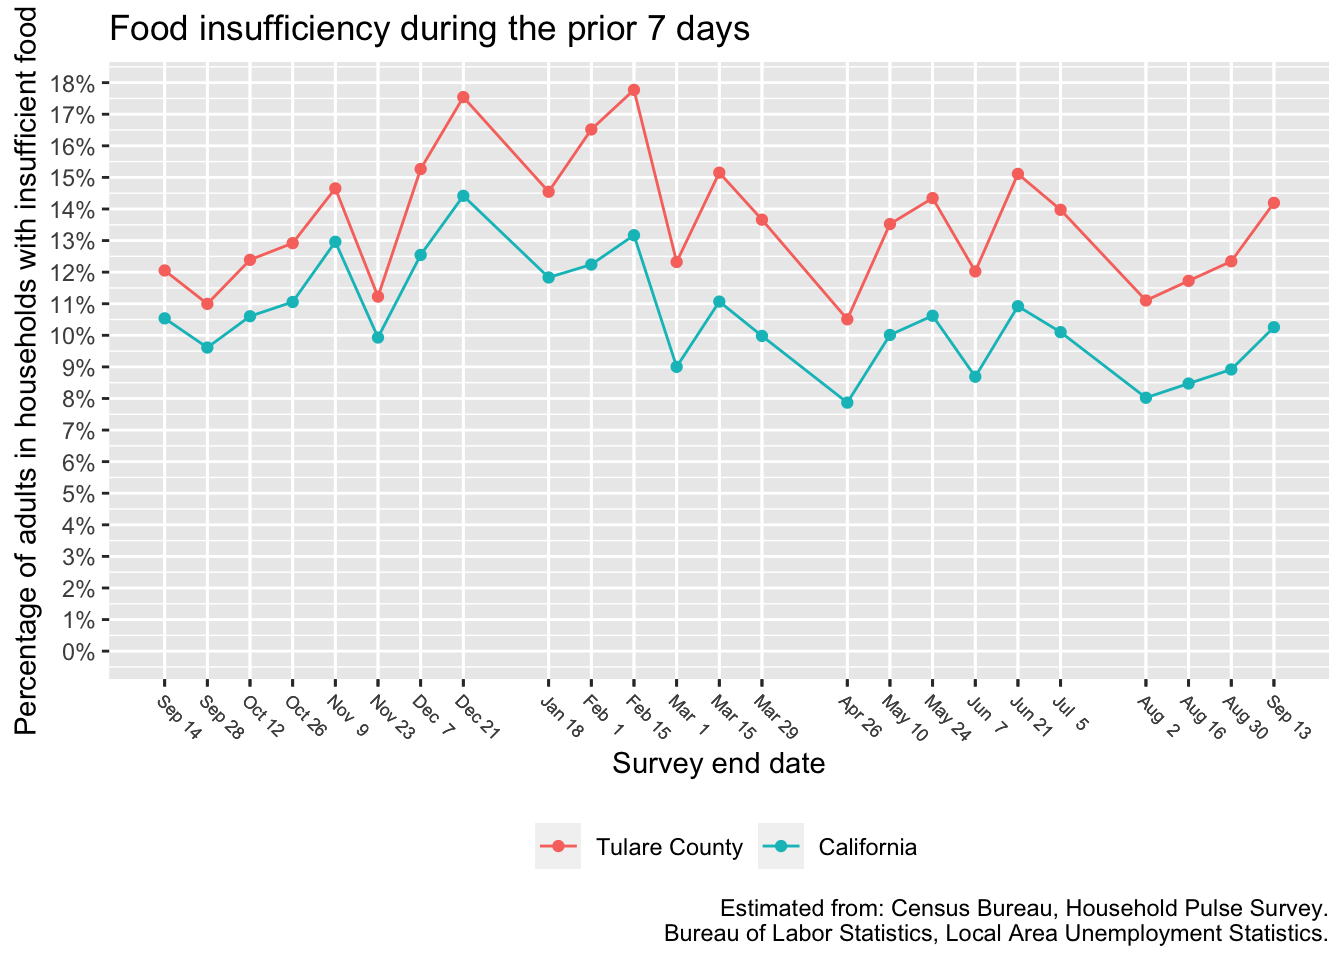 Food insufficiency during the prior 7 days
Percentage of adults in households with insufficient food
18%
17%
16%
15%
14%
13%
12%
11%
10%
9%
8%
7%
6%
5%
4%
3%
2%
1%
0%
Sep 14
Sep 28
Oct 12
Oct 26
Nov 9
Nov 23
Dec 7
Dec 21
Jan 18
Feb 1
Feb 15
Mar 1
Mar 15
Mar 29
Apr 26
May 10
May 24
Jun 7
Jun 21
Jul 5
Aug 2
Aug 16
Aug 30
Sep 13
Survey end date
Tulare County
California
Estimated from: Census Bureau, Household Pulse Survey.
Bureau of Labor Statistics, Local Area Unemployment Statistics.